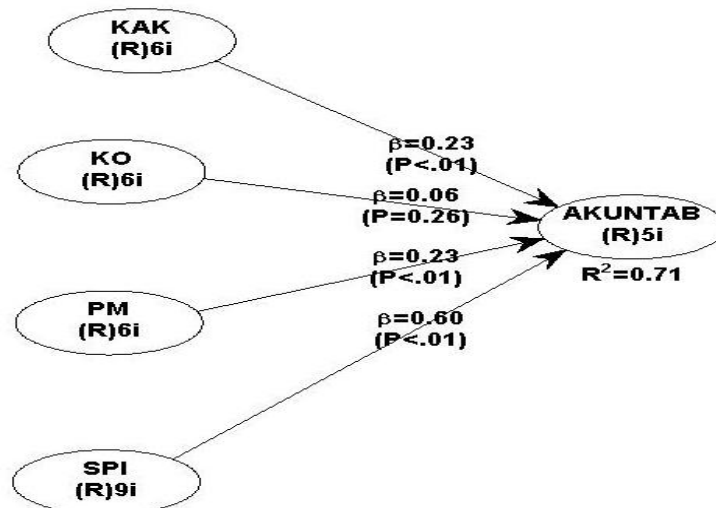 KAK
(R)6i
β=0.23
(P<.01)
KO
(R)6i
β=0.06
(P=0.26)
AKUNTAB
(R)5i
R²=0.71
β=0.23
(P<.01)
PM
(R)6i
β=0.60
(P<.01)
SPI
(R)9i